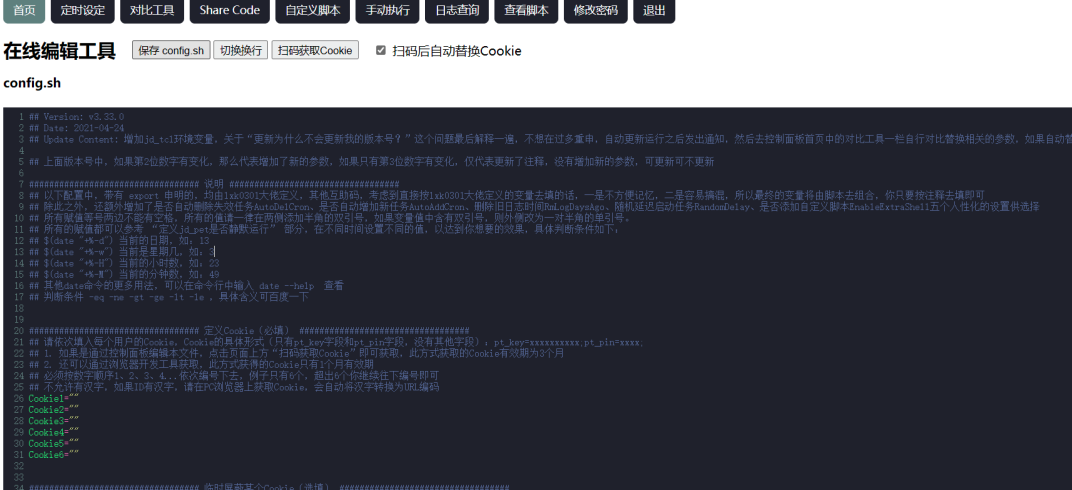 首页 定时设定 对比工具 Share Code 自定义脚本 手动执行 日志查询 查看脚本 修改密码 退出
在线编辑工具 保存 config.sh 切换换行 扫码获取Cookie 扫码后自动替换Cookie
config.sh
1 ## Version: v3.33.0
2 ## Date: 2021-04-24
3 ## Update Content: 增加jd_tcl环境变量, 关于“更新为什么不会更新我的版本号？”这个问题最后解释一遍, 不想在过多重申, 自动更新运行之后发出通知, 然后去控制面板首页中的对比工具一栏自行对比替换相关的参数, 如果自动替
4
5 ## 上面版本号中, 如果第2位数字有变化, 那么代表增加了新的参数, 如果只有第3位数字有变化, 仅代表更新了注释, 没有增加新的参数, 可更新可不更新
6
7 ################################## 说明 ##################################
8 ## 以下配置中, 带有 export 申明的, 均由lxk0301大佬定义, 其他互助码, 考虑到直接按lxk0301大佬定义的变量去填的话, 一是不方便记忆, 二是容易搞混, 所以最终的变量将由脚本去组合, 你只要按注释去填即可
9 ## 除此之外, 还额外增加了是否自动删除失效任务AutoDelCron、是否自动增加新任务AutoAddCron、删除旧日志时间RmLogDaysAgo、随机延迟启动任务RandomDelay、是否添加自定义脚本EnableExtraShell五个人性化的设置供选择
10 ## 所有赋值等号两边不能有空格, 所有的值请一律在两侧添加半角的双引号, 如果变量值中含有双引号, 则外侧改为一对半角的单引号。
11 ## 所有的赋值都可以参考 “定义jd_pet是否静默运行” 部分, 在不同时间设置不同的值, 以达到你想要的效果, 具体判断条件如下:
12 ## $(date "+%-d") 当前的日期, 如: 13
13 ## $(date "+%-w") 当前是星期几, 如: 3
14 ## $(date "+%-H") 当前的小时数, 如: 23
15 ## $(date "+%-M") 当前的分钟数, 如: 49
16 ## 其他date命令的更多用法, 可以在命令行中输入 date --help 查看
17 ## 判断条件 -eq -ne -gt -ge -lt -le , 具体含义可百度一下
18
19
20 ################################## 定义Cookie（必填） ##################################
21 ## 请依次填入每个用户的Cookie, Cookie的具体形式（只有pt_key字段和pt_pin字段, 没有其他字段）: pt_key=xxxxxxxxxx;pt_pin=xxxx;
22 ## 1. 如果是通过控制面板编辑本文件, 点击页面上方“扫码获取Cookie”即可获取, 此方式获取的Cookie有效期为3个月
23 ## 2. 还可以通过浏览器开发工具获取, 此方式获得的Cookie只有1个月有效期
24 ## 必须按数字顺序1、2、3、4...依次编号下去, 例子只有6个, 超出6个你继续往下编号即可
25 ## 不允许有汉字, 如果ID有汉字, 请在PC浏览器上获取Cookie, 会自动将汉字转换为URL编码
26 Cookie1=""
27 Cookie2=""
28 Cookie3=""
29 Cookie4=""
30 Cookie5=""
31 Cookie6=""
32
33
34 ################################## 临时屏蔽某个Cookie（选填） ##################################